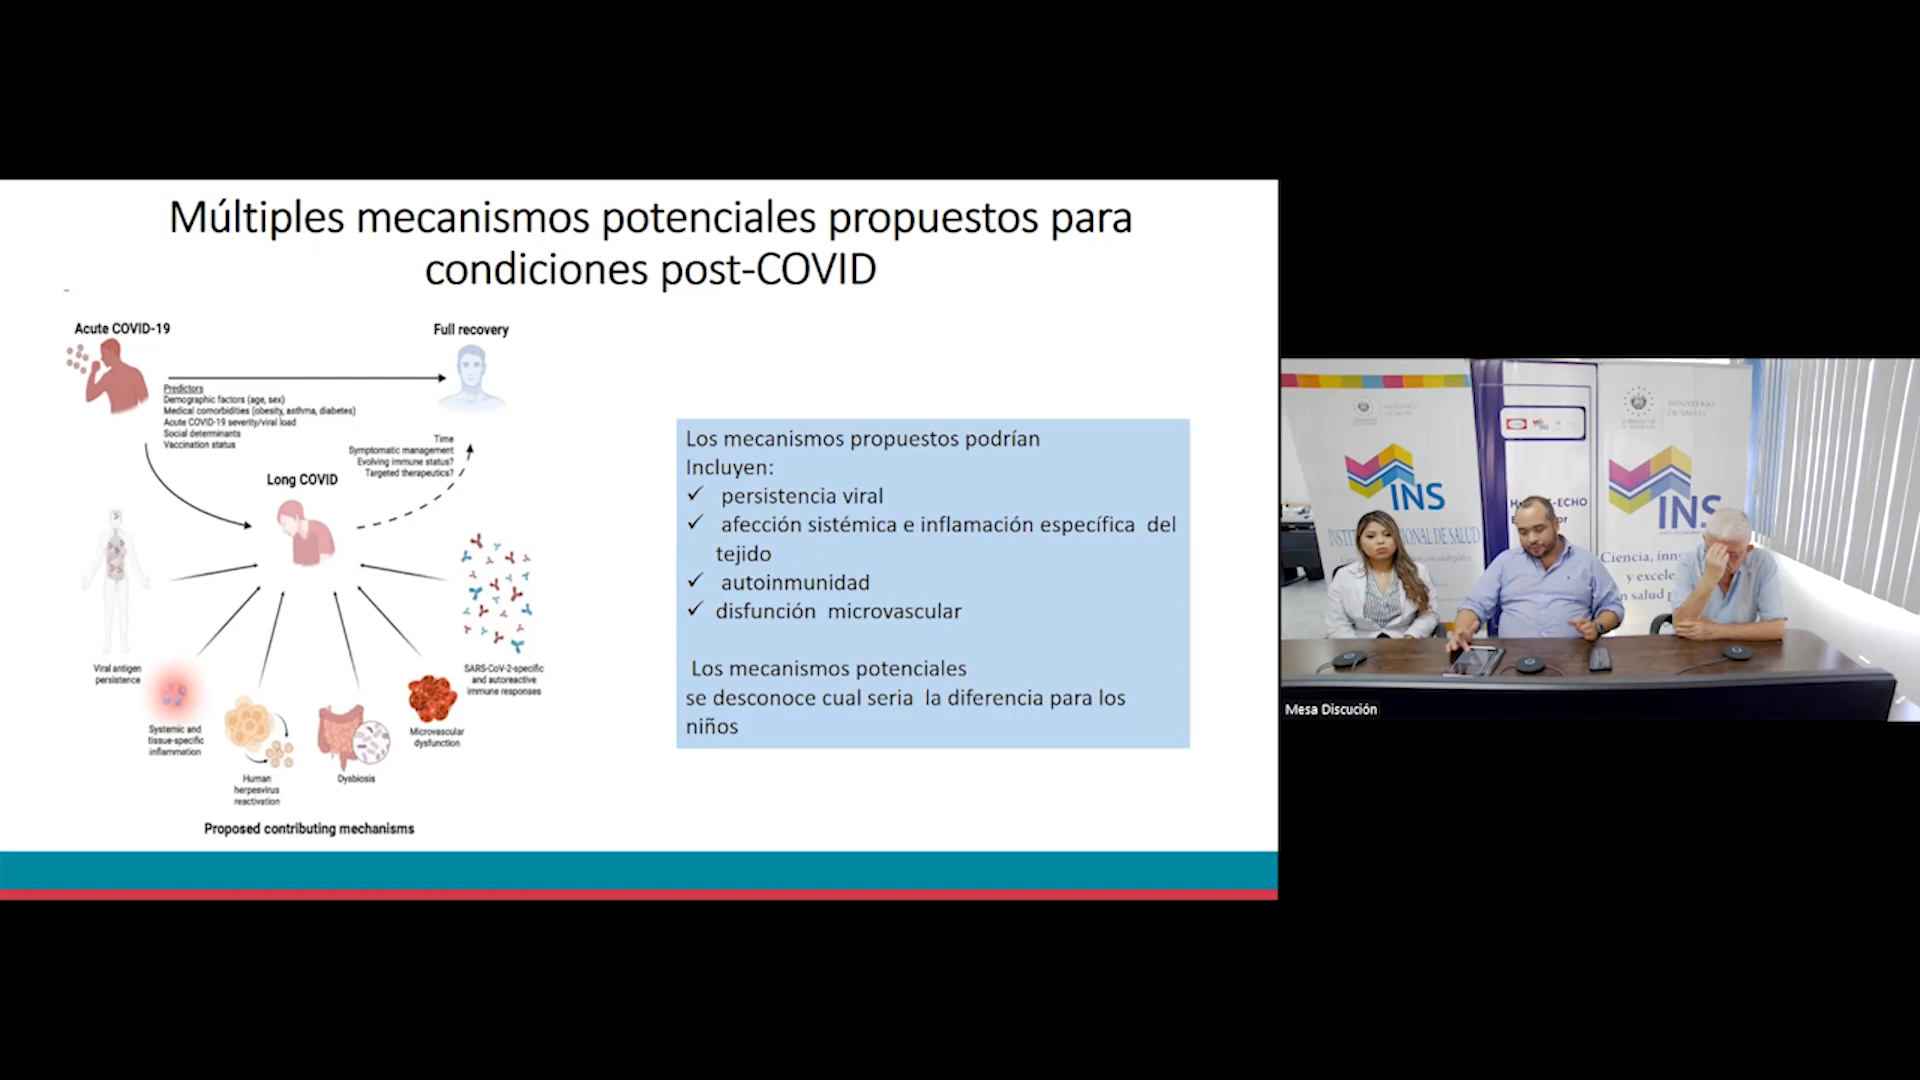 Múltiples mecanismos potenciales propuestos para
condiciones post-COVID
Acute COVID-19
Full recovery
Predictors
Demographic factors (age, sex)
Medical comorbidities (obesity, asthma, diabetes)
Acute COVID-19 severity/viral load
Social determinants
Vaccination status
Time
Symptomatic management
Evolving immune status?
Targeted therapeutics?
Long COVID
Viral antigen
persistence
Systemic and
tissue-specific
inflammation
Human
herpesvirus
reactivation
Dysbiosis
Microvascular
dysfunction
SARS-CoV-2-specific
and autoreactive
immune responses
Proposed contributing mechanisms
Los mecanismos propuestos podrían
Incluyen:
✓ persistencia viral
✓ afección sistémica e inflamación específica del
tejido
✓ autoinmunidad
✓ disfunción microvascular
Los mecanismos potenciales
se desconoce cual seria la diferencia para los
niños
INS
DE SALUD
INS
Ciencia,
y
Mesa Discución